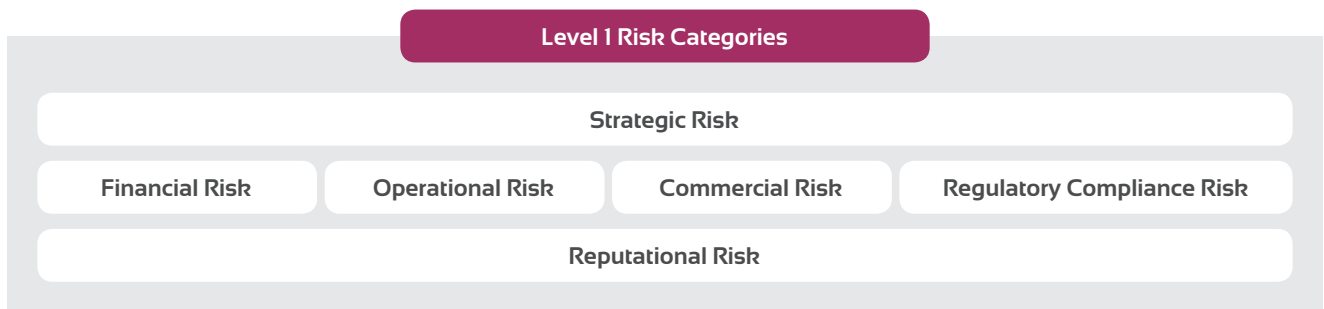 Level 1 Risk Categories
Strategic Risk
Financial Risk
Operational Risk
Commercial Risk
Regulatory Compliance Risk
Reputational Risk